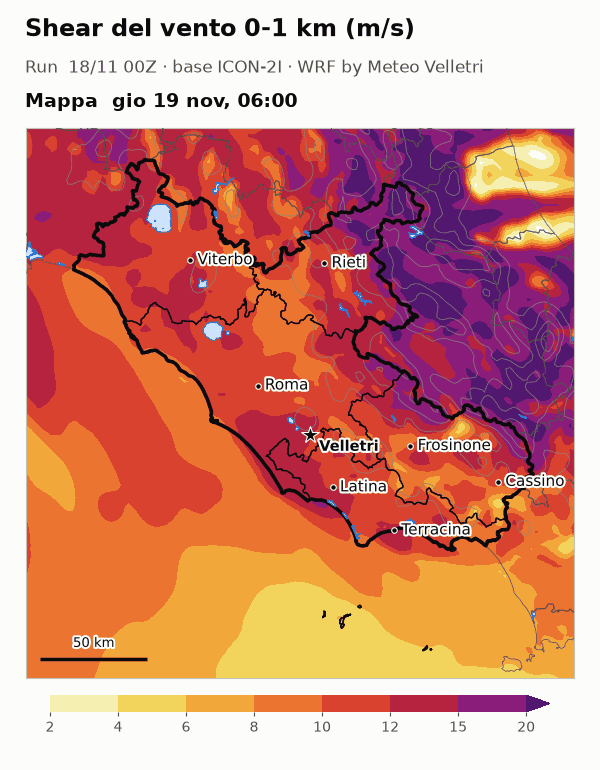 Shear del vento 0-1 km (m/s)
Run 18/11 00Z · base ICON-2I · WRF by Meteo Velletri
Mappa gio 19 nov, 06:00
Viterbo
Rieti
Roma
Velletri
Frosinone
Latina
Cassino
Terracina
50 km
2 4 6 8 10 12 15 20